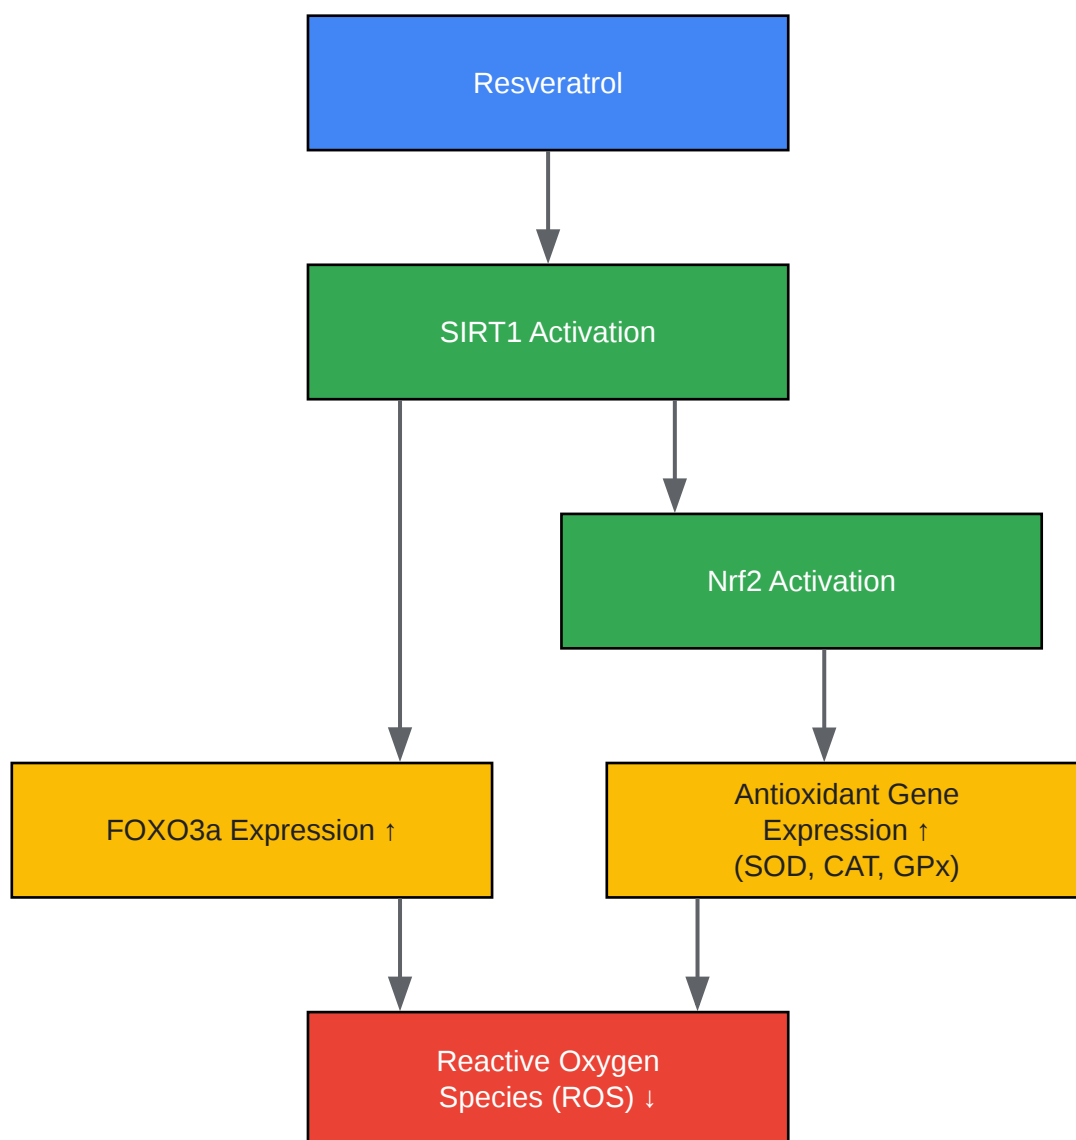 Resveratrol
SIRT1 Activation
Nrf2 Activation
FOXO3a Expression ↑
Antioxidant Gene
Expression ↑
(SOD, CAT, GPx)
Reactive Oxygen
Species (ROS) ↓